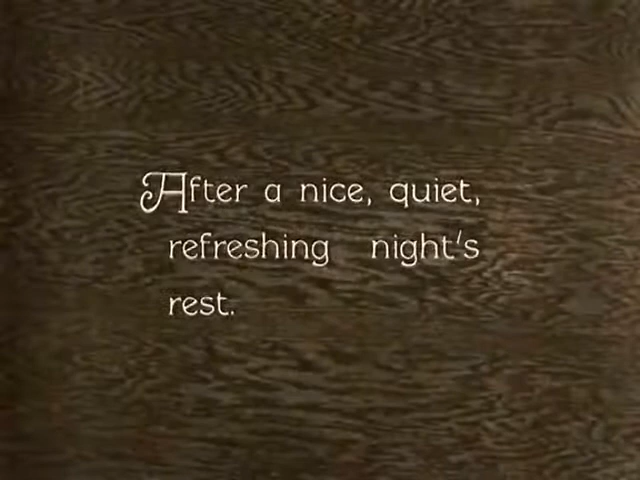 After a nice, quiet,
refreshing night's
rest.